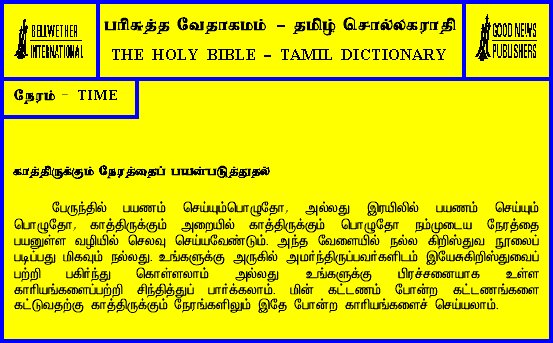 BELLWETHER
INTERNATIONAL
பரிசுத்த வேதாகமம் - தமிழ் சொல்லகராதி
THE HOLY BIBLE - TAMIL DICTIONARY
GOOD NEWS
PUBLISHERS
நேரம் - TIME
காத்திருக்கும் நேரத்தைப் பயன்படுத்துதல்
பேருந்தில் பயணம் செய்யும்பொழுதோ, அல்லது இரயிலில் பயணம் செய்யும்
பொழுதோ, காத்திருக்கும் அறையில் காத்திருக்கும் பொழுதோ நம்முடைய நேரத்தை
பயனுள்ள வழியில் செலவு செய்யவேண்டும். அந்த வேளையில் நல்ல கிறிஸ்துவ நூலைப்
படிப்பது மிகவும் நல்லது. உங்களுக்கு அருகில் அமர்ந்திருப்பவர்களிடம் இயேசுகிறிஸ்துவைப்
பற்றி பகிர்ந்து கொள்ளலாம் அல்லது உங்களுக்கு பிரச்சனையாக உள்ள
காரியங்களைப்பற்றி சிந்தித்துப் பார்க்கலாம். மின் கட்டணம் போன்ற கட்டணங்களை
கட்டுவதற்கு காத்திருக்கும் நேரங்களிலும் இதே போன்ற காரியங்களைச் செய்யலாம்.